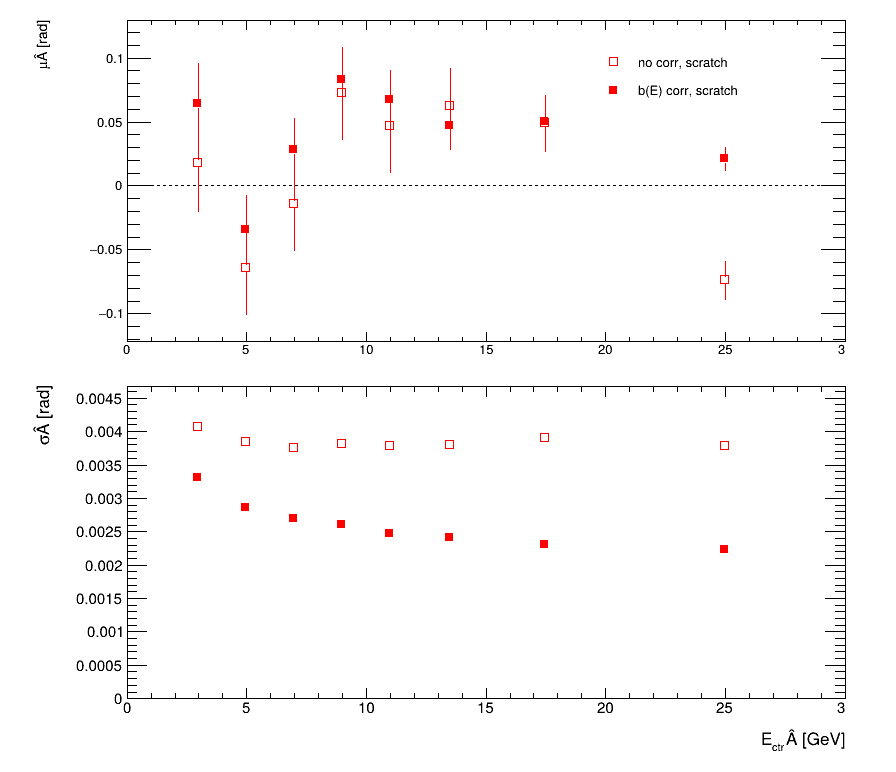 μÂ [rad]
0.1
0.05
0
−0.05
−0.1
no corr, scratch
b(E) corr, scratch
0 5 10 15 20 25 3
σÂ [rad]
0.0045
0.004
0.0035
0.003
0.0025
0.002
0.0015
0.001
0.0005
0
0 5 10 15 20 25 3
E_ctr Â [GeV]